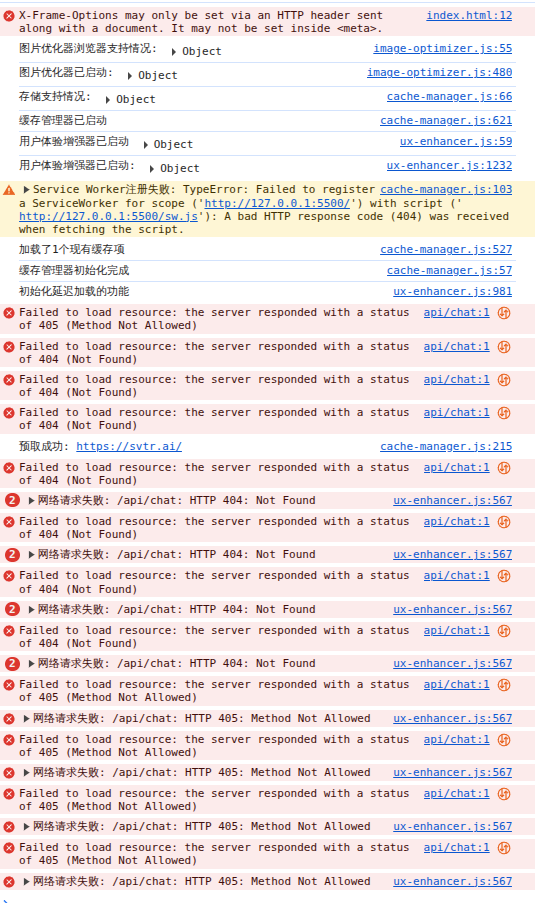 X-Frame-Options may only be set via an HTTP header sent index.html:12
along with a document. It may not be set inside <meta>.
图片优化器浏览器支持情况: Object image-optimizer.js:55
图片优化器已启动: Object image-optimizer.js:480
存储支持情况: Object cache-manager.js:66
缓存管理器已启动 cache-manager.js:621
用户体验增强器已启动 Object ux-enhancer.js:59
用户体验增强器已启动: Object ux-enhancer.js:1232
Service Worker注册失败: TypeError: Failed to register cache-manager.js:103
a ServiceWorker for scope ('http://127.0.0.1:5500/') with script ('
http://127.0.0.1:5500/sw.js'): A bad HTTP response code (404) was received
when fetching the script.
加载了1个现有缓存项 cache-manager.js:527
缓存管理器初始化完成 cache-manager.js:57
初始化延迟加载的功能 ux-enhancer.js:981
Failed to load resource: the server responded with a status api/chat:1
of 405 (Method Not Allowed)
Failed to load resource: the server responded with a status api/chat:1
of 404 (Not Found)
Failed to load resource: the server responded with a status api/chat:1
of 404 (Not Found)
Failed to load resource: the server responded with a status api/chat:1
of 404 (Not Found)
预取成功: https://svtr.ai/ cache-manager.js:215
Failed to load resource: the server responded with a status api/chat:1
of 404 (Not Found)
2 网络请求失败: /api/chat: HTTP 404: Not Found ux-enhancer.js:567
Failed to load resource: the server responded with a status api/chat:1
of 404 (Not Found)
2 网络请求失败: /api/chat: HTTP 404: Not Found ux-enhancer.js:567
Failed to load resource: the server responded with a status api/chat:1
of 404 (Not Found)
2 网络请求失败: /api/chat: HTTP 404: Not Found ux-enhancer.js:567
Failed to load resource: the server responded with a status api/chat:1
of 404 (Not Found)
2 网络请求失败: /api/chat: HTTP 404: Not Found ux-enhancer.js:567
Failed to load resource: the server responded with a status api/chat:1
of 405 (Method Not Allowed)
网络请求失败: /api/chat: HTTP 405: Method Not Allowed ux-enhancer.js:567
Failed to load resource: the server responded with a status api/chat:1
of 405 (Method Not Allowed)
网络请求失败: /api/chat: HTTP 405: Method Not Allowed ux-enhancer.js:567
Failed to load resource: the server responded with a status api/chat:1
of 405 (Method Not Allowed)
网络请求失败: /api/chat: HTTP 405: Method Not Allowed ux-enhancer.js:567
Failed to load resource: the server responded with a status api/chat:1
of 405 (Method Not Allowed)
网络请求失败: /api/chat: HTTP 405: Method Not Allowed ux-enhancer.js:567